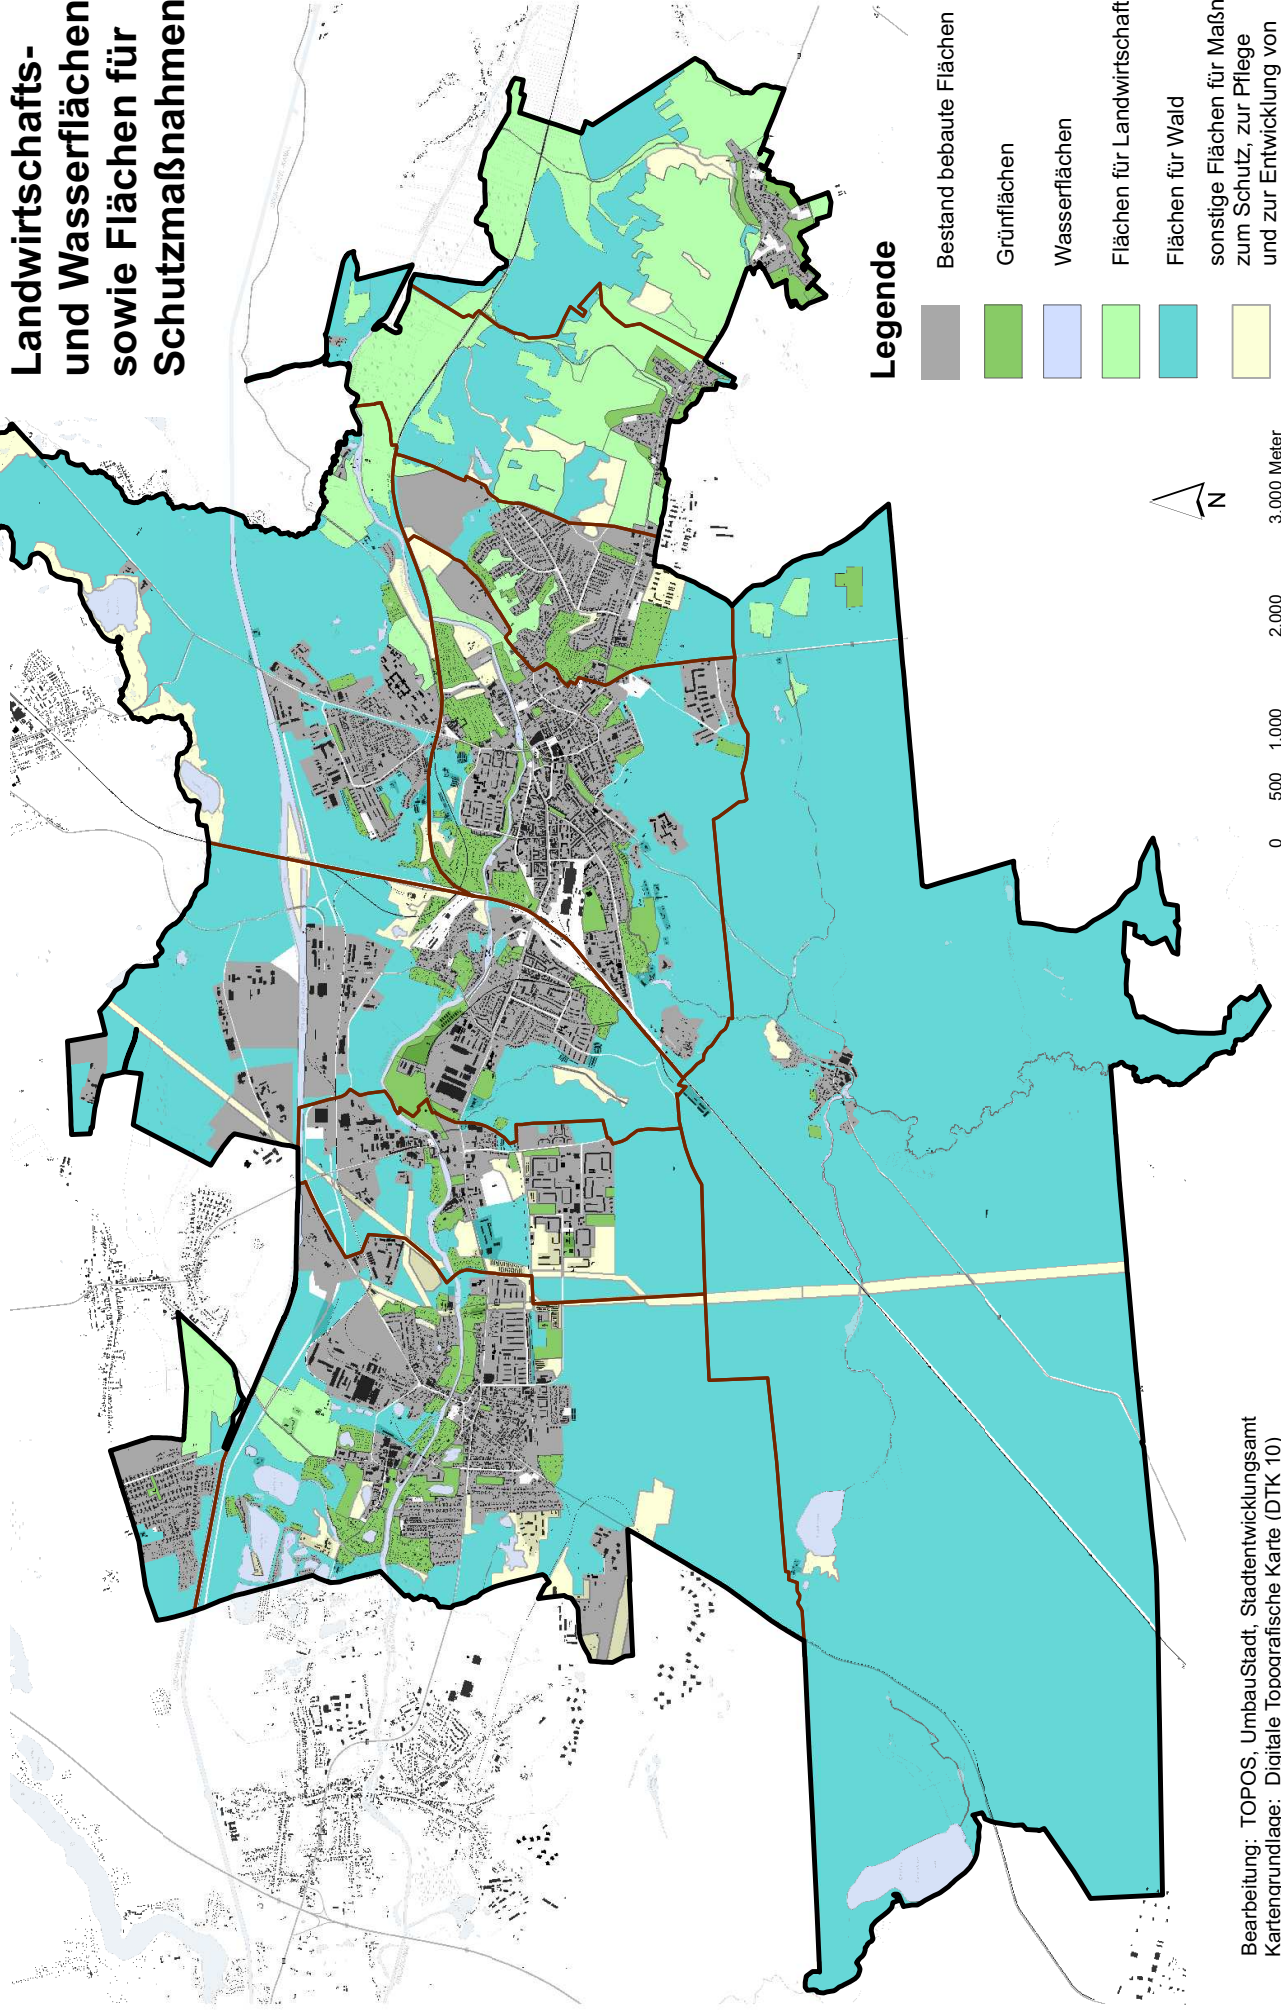 Landwirtschafts-
und Wasserflächen
sowie Flächen für
Schutzmaßnahmen
Legende
Bestand bebaute Flächen
Grünflächen
Wasserflächen
Flächen für Landwirtschaft
Flächen für Wald
sonstige Flächen für Maßn
zum Schutz, zur Pflege
und zur Entwicklung von
N
0 500 1.000 2.000 3.000 Meter
Bearbeitung: TOPOS, UmbauStadt, Stadtentwicklungsamt
Kartengrundlage: Digitale Topografische Karte (DTK 10)